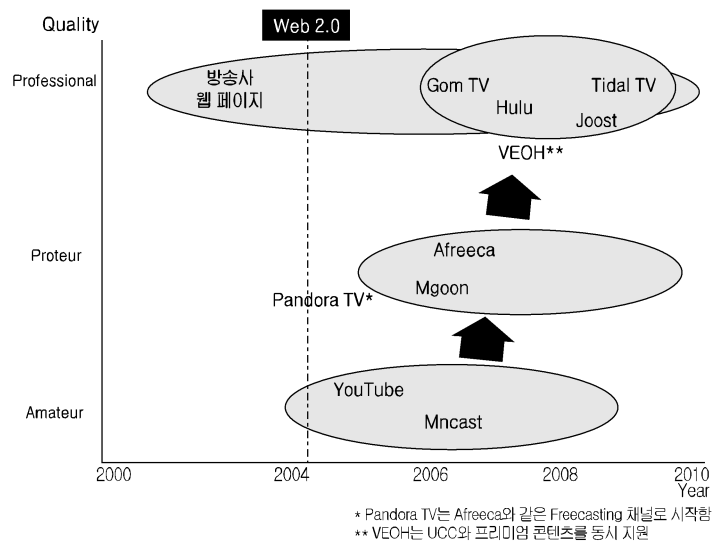 Quality
Web 2.0
Professional
방송사
웹 페이지
Gom TV
Tidal TV
Hulu
Joost
VEOH**
Proteur
Afreeca
Mgoon
Pandora TV*
YouTube
Amateur
Mncast
2000 2004 2006 2008 2010
Year
* Pandora TV는 Afreeca와 같은 Freecasting 채널로 시작함
** VEOH는 UCC와 프리미엄 콘텐츠를 동시 지원